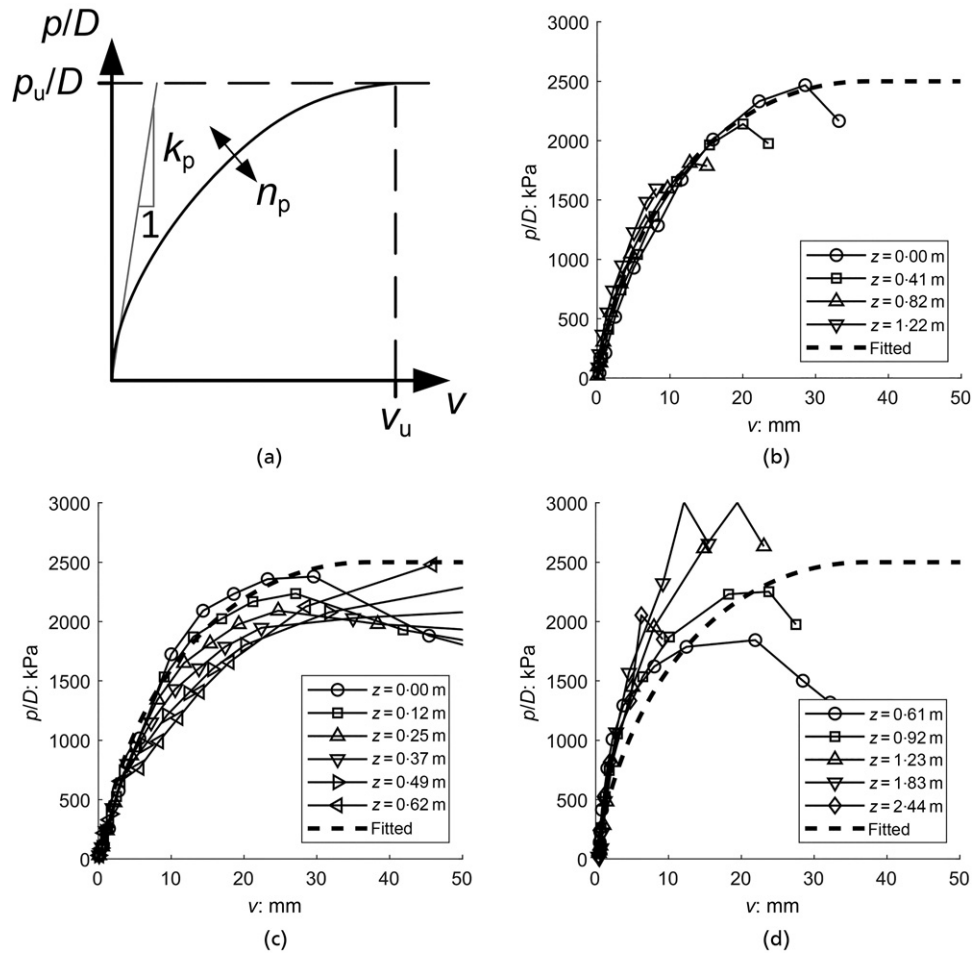 p/D
pu/D
kp
1
np
v
vu
(a)
3000
2500
2000
1500
1000
500
0
p/D: kPa
z = 0·00 m
z = 0·41 m
z = 0·82 m
z = 1·22 m
Fitted
0 10 20 30 40 50
v: mm
(b)
3000
2500
2000
1500
1000
500
0
p/D: kPa
z = 0·00 m
z = 0·12 m
z = 0·25 m
z = 0·37 m
z = 0·49 m
z = 0·62 m
Fitted
0 10 20 30 40 50
v: mm
(c)
3000
2500
2000
1500
1000
500
0
p/D: kPa
z = 0·61 m
z = 0·92 m
z = 1·23 m
z = 1·83 m
z = 2·44 m
Fitted
0 10 20 30 40 50
v: mm
(d)